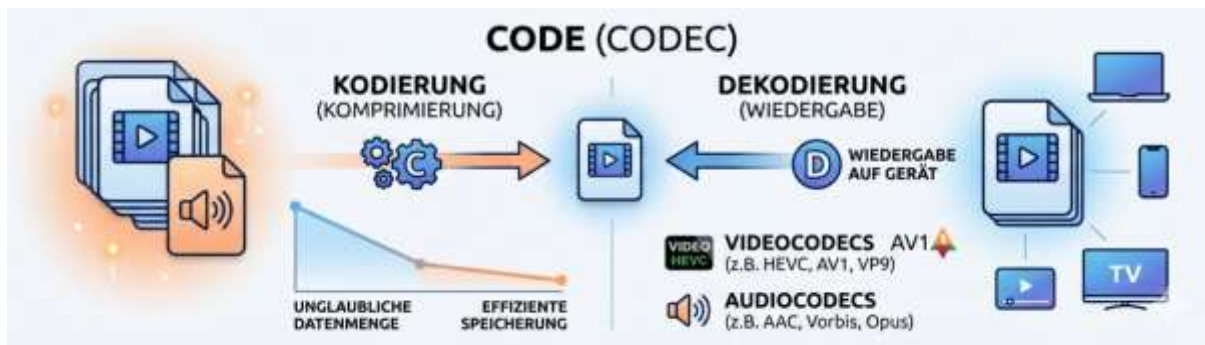 CODE (CODEC)
KODIERUNG
(KOMPRIMIERUNG)
C
UNGLAUBLICHE
DATENMENGE
EFFIZIENTE
SPEICHERUNG
DEKODIERUNG
(WIEDERGABE)
D
WIEDERGABE
AUF GERÄT
VIDEO
HEVC
VIDEOCODECS AV1
(z.B. HEVC, AV1, VP9)
AUDIOCODECS
(z.B. AAC, Vorbis, Opus)
TV